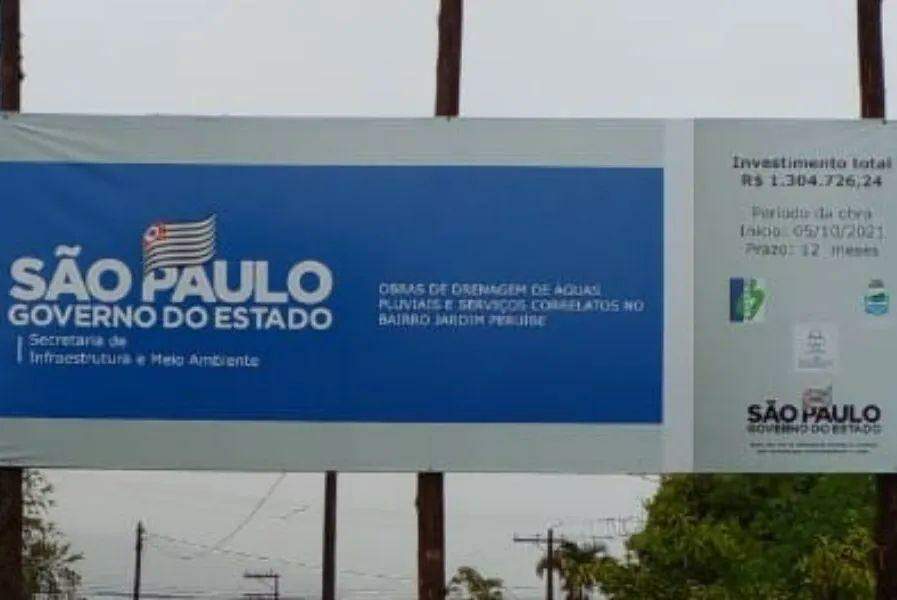 SÃO PAULO
GOVERNO DO ESTADO
Secretaria de
Infraestrutura e Meio Ambiente
OBRAS DE DRENAGEM DE ÁGUAS
PLUVIAIS E SERVIÇOS CORRELATOS NO
BAIRRO JARDIM PERUÍBE
Investimento total
R$ 1.304.726,24
Período da obra
Início: 05/10/2021
Prazo: 12 meses
SÃO PAULO
GOVERNO DO ESTADO